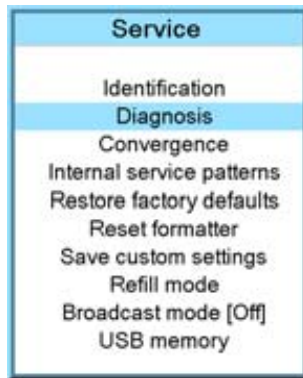 Service
Identification
Diagnosis
Convergence
Internal service patterns
Restore factory defaults
Reset formatter
Save custom settings
Refill mode
Broadcast mode [Off]
USB memory